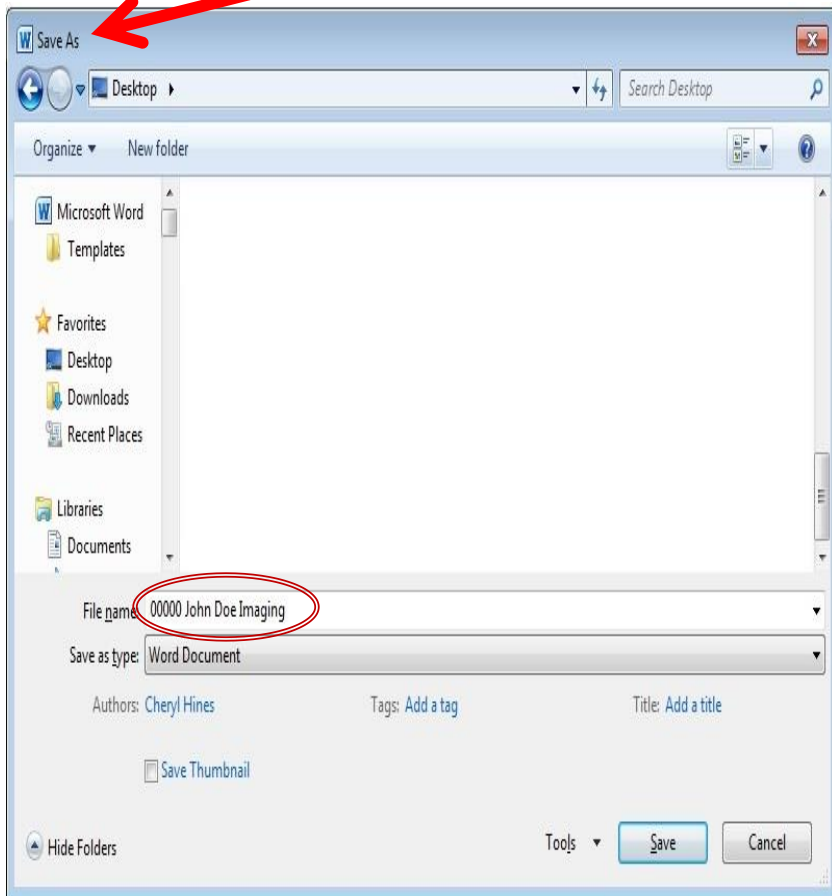 Save As
Desktop
Search Desktop
Organize New folder
Microsoft Word
Templates
Favorites
Desktop
Downloads
Recent Places
Libraries
Documents
File name: 00000 John Doe Imaging
Save as type: Word Document
Authors: Cheryl Hines Tags: Add a tag Title: Add a title
Save Thumbnail
Hide Folders Tools Save Cancel